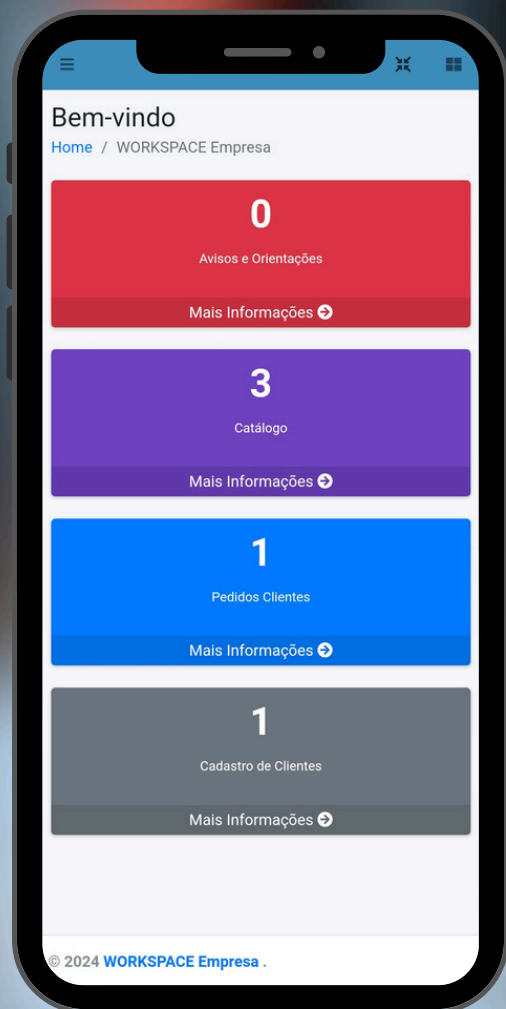 Bem-vindo
Home / WORKSPACE Empresa
0
Avisos e Orientações
Mais Informações
3
Catálogo
Mais Informações
1
Pedidos Clientes
Mais Informações
1
Cadastro de Clientes
Mais Informações
© 2024 WORKSPACE Empresa .